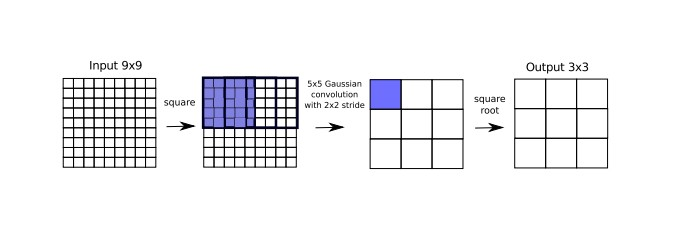 Input 9x9
square
5x5 Gaussian
convolution
with 2x2 stride
square
root
Output 3x3